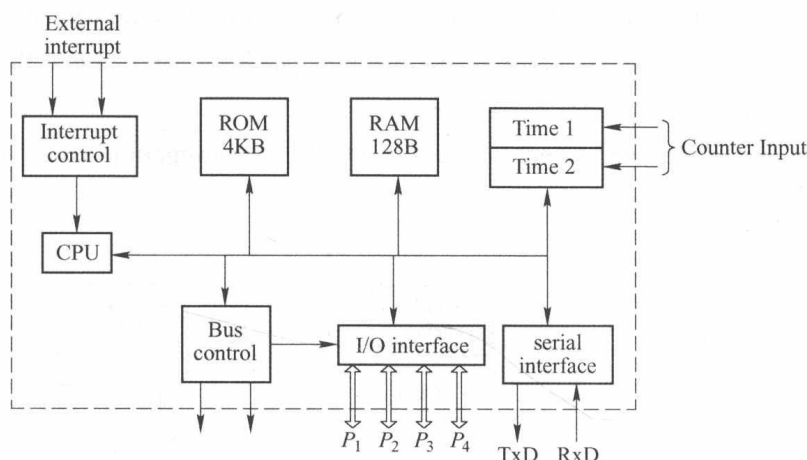 External
interrupt
Interrupt
control
ROM
4KB
RAM
128B
Time 1
Time 2
Counter Input
CPU
Bus
control
I/O interface
serial
interface
P₁ P₂ P₃ P₄
TxD RxD